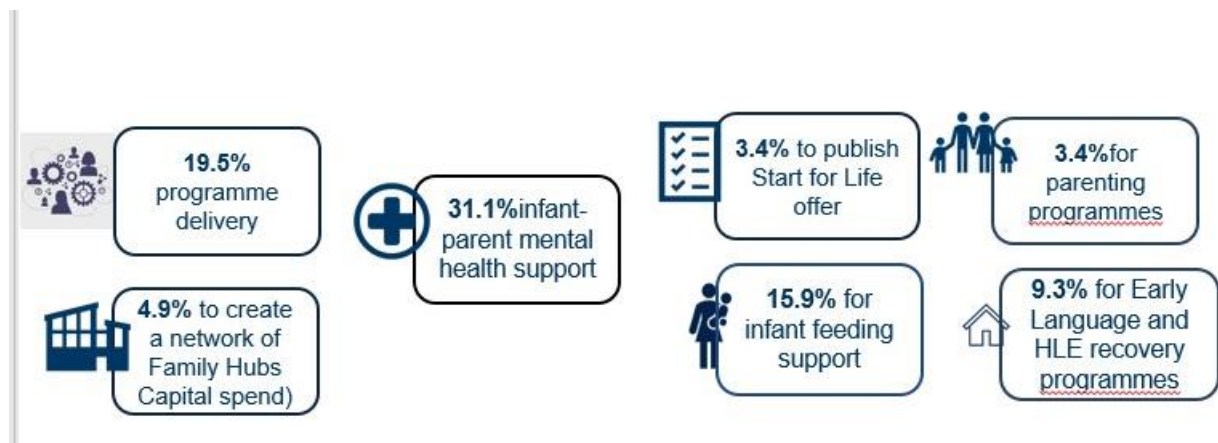 19.5%
programme
delivery
4.9% to create
a network of
Family Hubs
Capital spend)
31.1%infant-
parent mental
health support
3.4% to publish
Start for Life
offer
3.4%for
parenting
programmes
15.9% for
infant feeding
support
9.3% for Early
Language and
HLE recovery
programmes